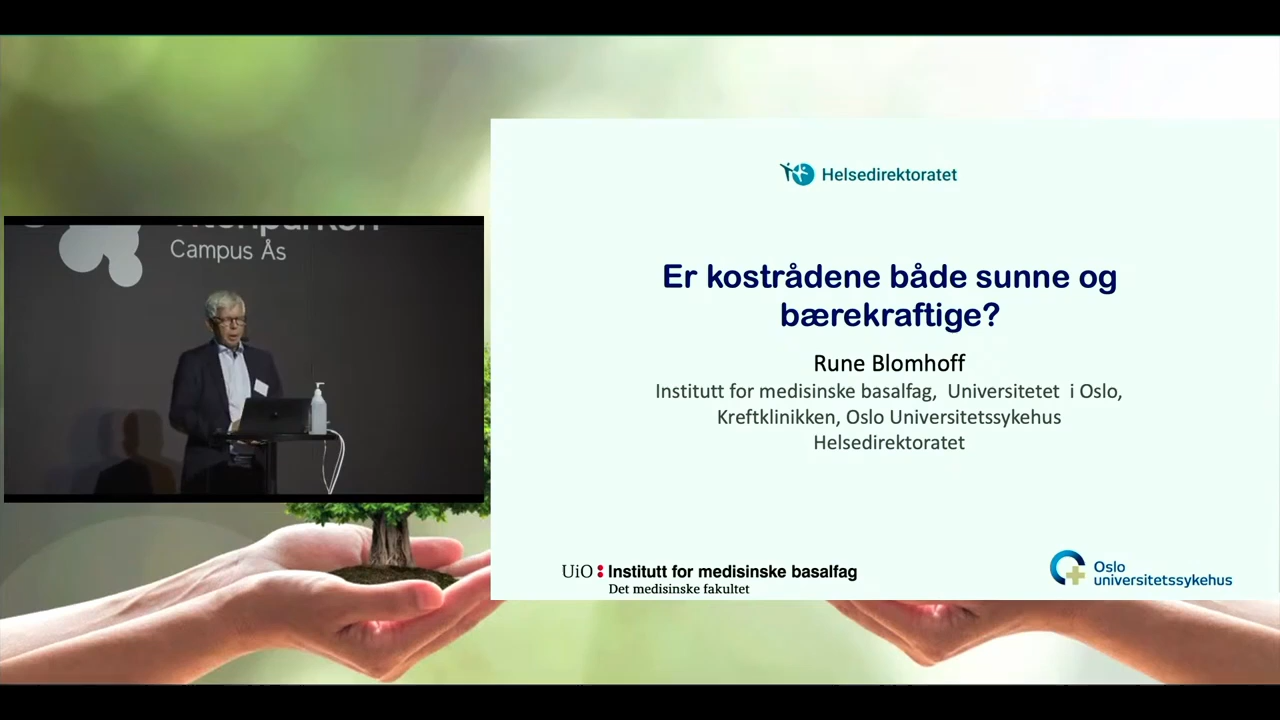 Campus Ås
Helsedirektoratet
Er kostrådene både sunne og
bærekraftige?
Rune Blomhoff
Institutt for medisinske basalfag, Universitetet i Oslo,
Kreftklinikken, Oslo Universitetssykehus
Helsedirektoratet
UiO : Institutt for medisinske basalfag
Det medisinske fakultet
Oslo
universitetssykehus